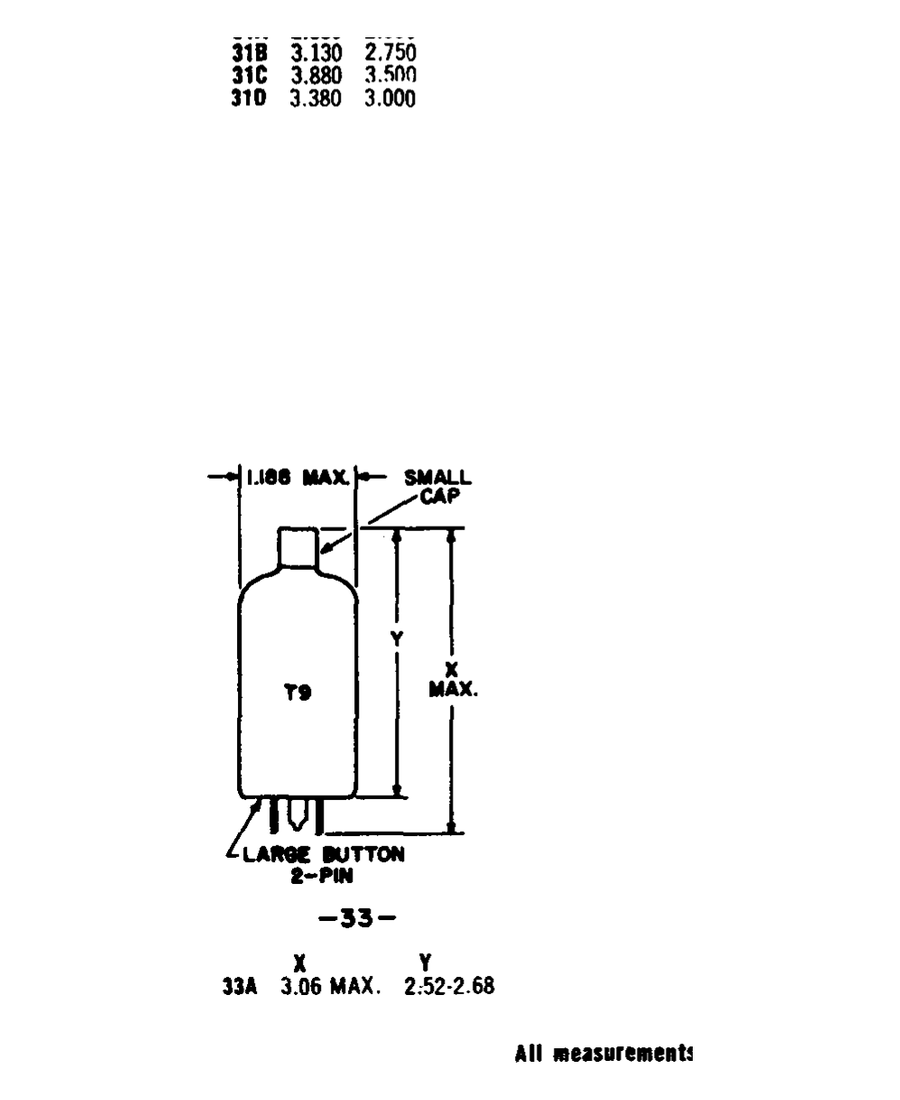 31B 3.130 2.750
31C 3.880 3.500
31D 3.380 3.000
1.188 MAX.
SMALL
CAP
Y
X
MAX.
T9
LARGE BUTTON
2-PIN
-33-
X Y
33A 3.06 MAX. 2.52-2.68
All measurements